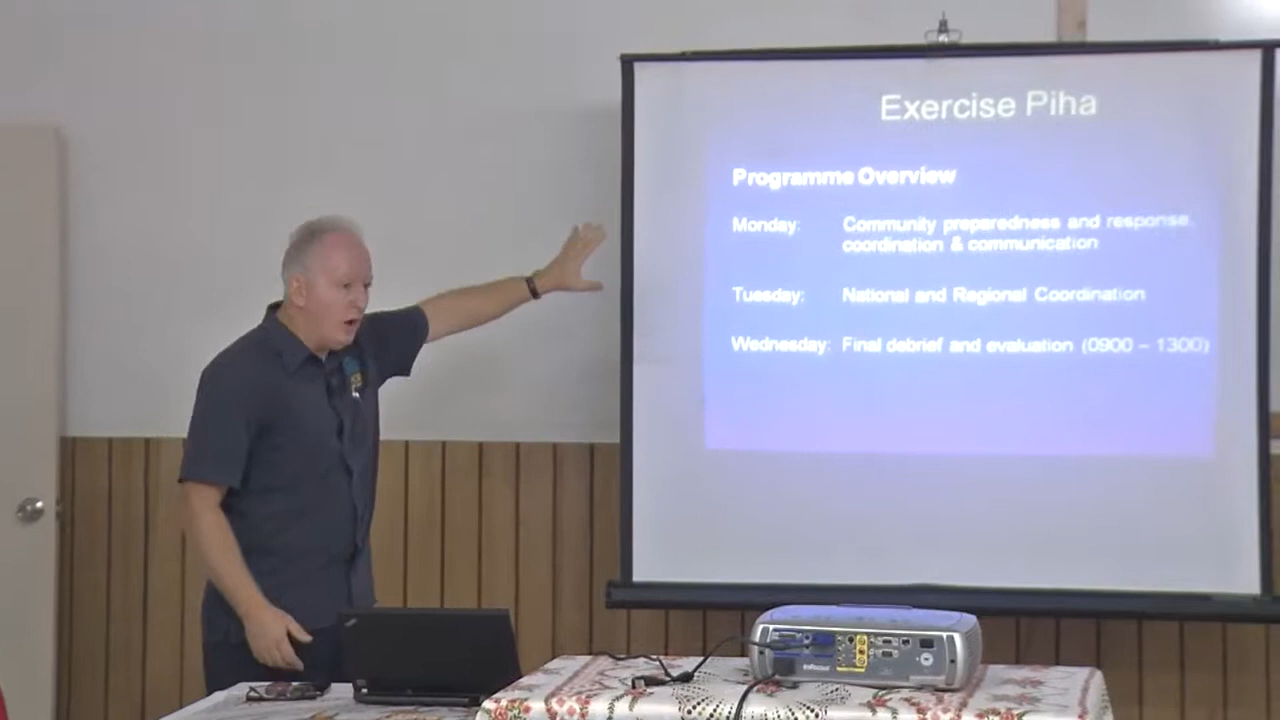 Exercise Piha
Programme Overview
Monday: Community preparedness and response,
coordination & communication
Tuesday: National and Regional Coordination
Wednesday: Final debrief and evaluation (0900 – 1300)
InFocus